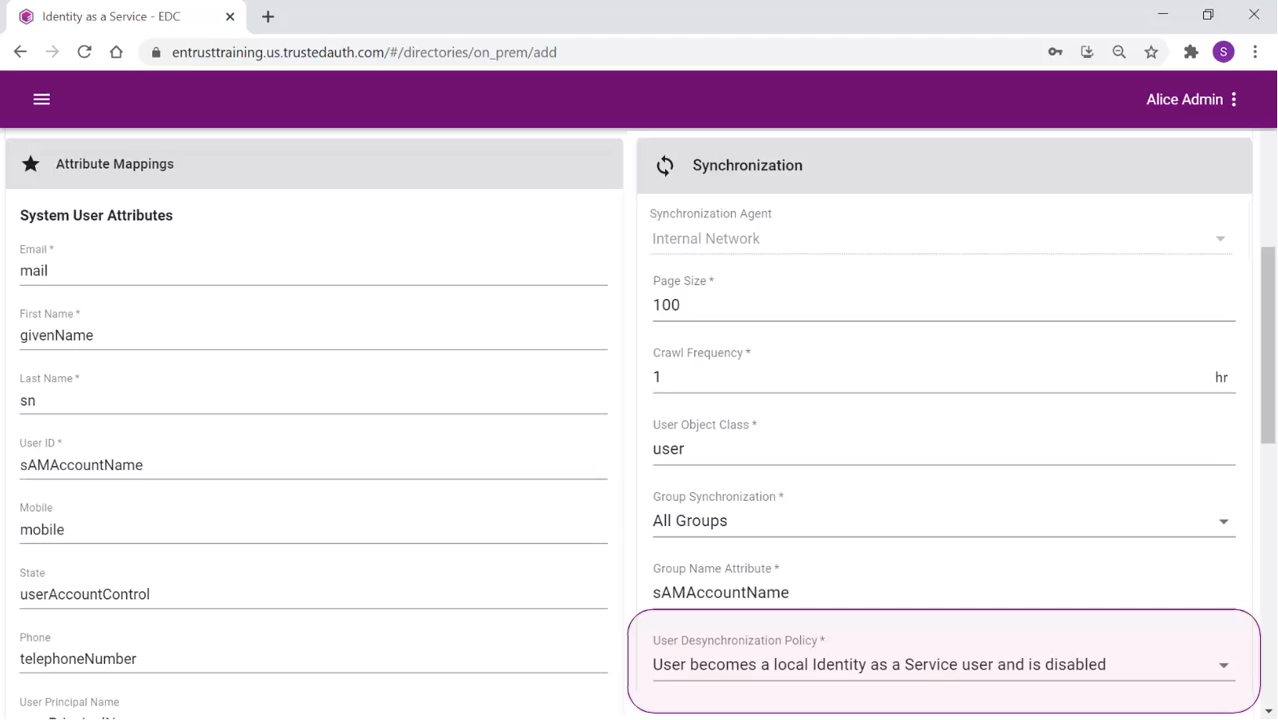 Identity as a Service - EDC
entrusttraining.us.trustedauth.com/#/directories/on_prem/add
S
Alice Admin
Attribute Mappings
System User Attributes
Email *
mail
First Name *
givenName
Last Name *
sn
User ID *
sAMAccountName
Mobile
mobile
State
userAccountControl
Phone
telephoneNumber
User Principal Name
Synchronization
Synchronization Agent
Internal Network
Page Size *
100
Crawl Frequency *
1 hr
User Object Class *
user
Group Synchronization *
All Groups
Group Name Attribute *
sAMAccountName
User Desynchronization Policy *
User becomes a local Identity as a Service user and is disabled